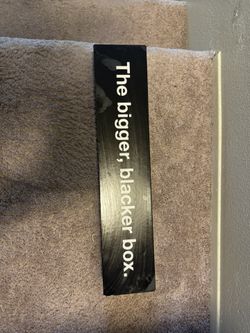 The bigger, blacker box.